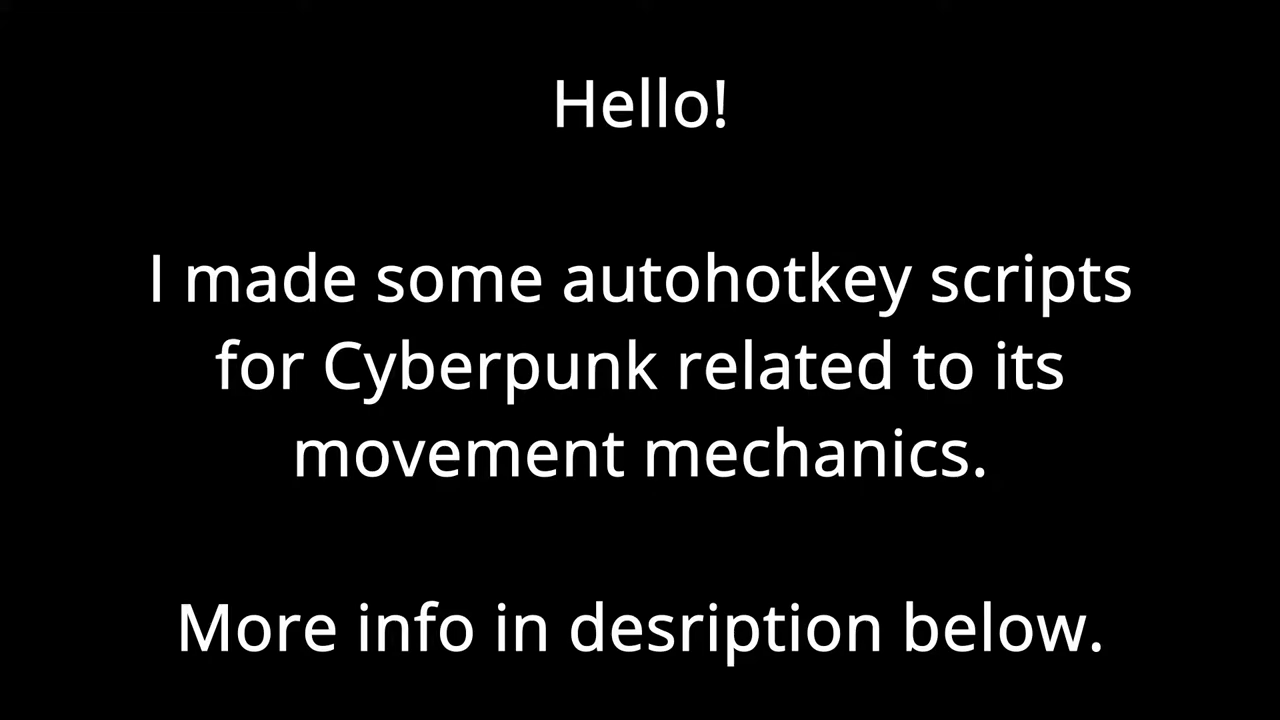 Hello!
I made some autohotkey scripts
for Cyberpunk related to its
movement mechanics.
More info in desription below.